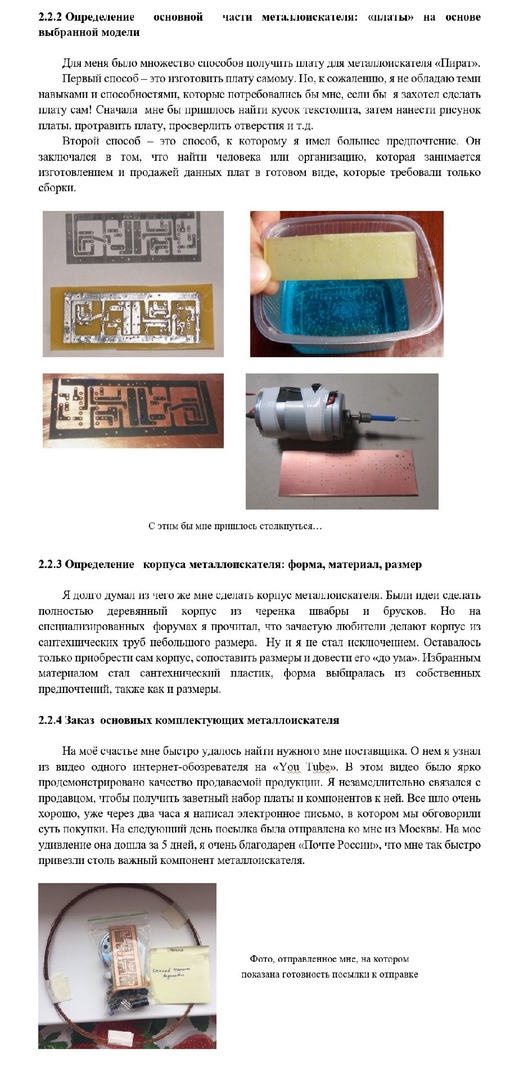 2.2.2 Определение основной части металлоискателя: «платы» на основе
выбранной модели
Для меня было множество способов получить плату для металлоискателя «Пират».
Первый способ – это изготовить плату самому. Но, к сожалению, я не обладаю теми
навыками и способностями, которые потребовались бы мне, если бы я захотел сделать
плату сам! Сначала мне бы пришлось найти кусок текстолита, затем нанести рисунок
платы, протравить плату, просверлить отверстия и т.д.
Второй способ – это способ, к которому я имел большее предпочтение. Он
заключался в том, что найти человека или организацию, которая занимается
изготовлением и продажей данных плат в готовом виде, которые требовали только
сборки.
С этим бы мне пришлось столкнуться…
2.2.3 Определение корпуса металлоискателя: форма, материал, размер
Я долго думал из чего же мне сделать корпус металлоискателя. Были идеи сделать
полностью деревянный корпус из черенка швабры и брусков. Но на
специализированных форумах я прочитал, что зачастую любители делают корпус из
сантехнических труб небольшого размера. Ну и я не стал исключением. Оставалось
только приобрести сам корпус, сопоставить размеры и довести его «до ума». Избранным
материалом стал сантехнический пластик, форма выбиралась из собственных
предпочтений, также как и размеры.
2.2.4 Заказ основных комплектующих металлоискателя
На моё счастье мне быстро удалось найти нужного мне поставщика. О нем я узнал
из видео одного интернет-обозревателя на «You Tube». В этом видео было ярко
продемонстрировано качество продаваемой продукции. Я незамедлительно связался с
продавцом, чтобы получить заветный набор платы и компонентов к ней. Все шло очень
хорошо, уже через два часа я написал электронное письмо, в котором мы обговорили
суть покупки. На следующий день посылка была отправлена ко мне из Москвы. На мое
удивление она дошла за 5 дней, я очень благодарен «Почте России», что мне так быстро
привезли столь важный компонент металлоискателя.
Фото, отправленное мне, на котором
показана готовность посылки к отправке